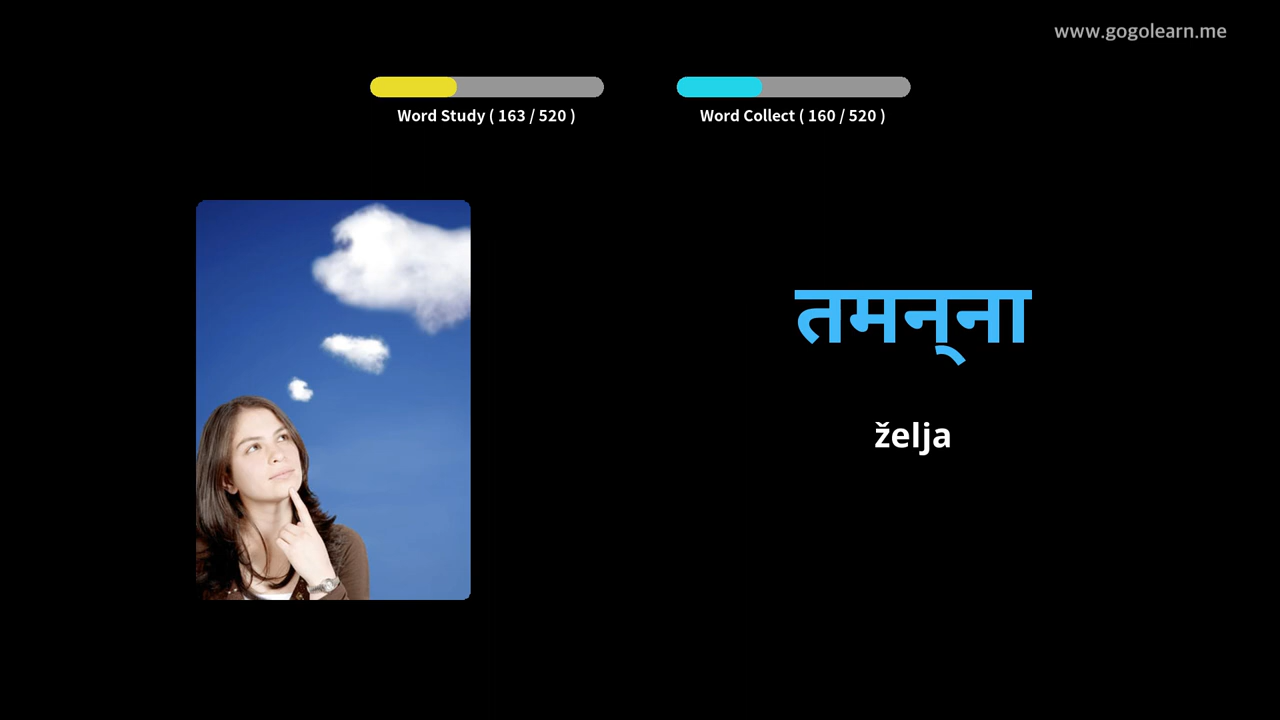 www.gogolearn.me
Word Study ( 163 / 520 )
Word Collect ( 160 / 520 )
तमन्‌ना
želja